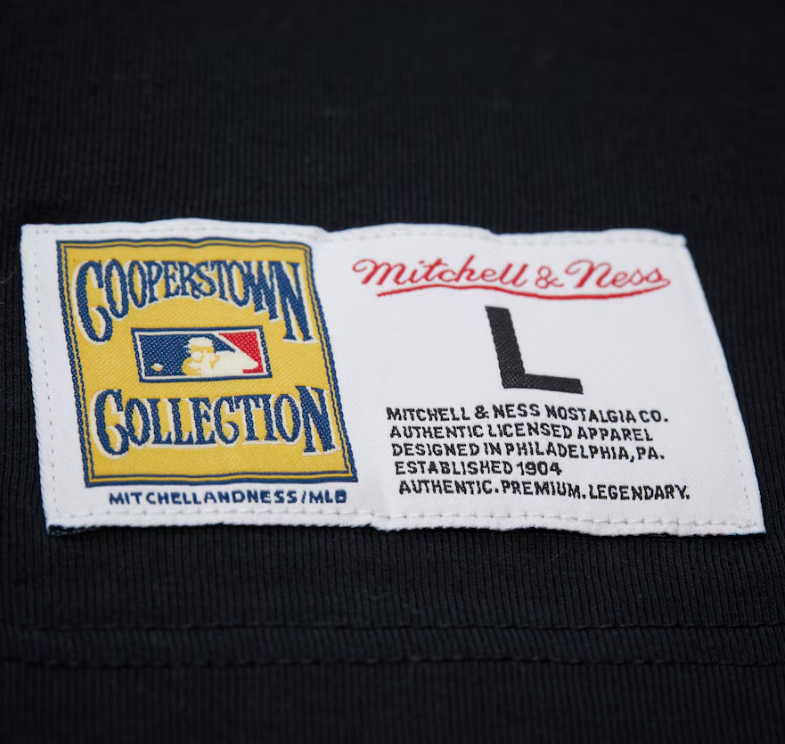 COOPERSTOWN
COLLECTION
MITCHELLANDNESS/MLB
Mitchell & Ness
L
MITCHELL & NESS NOSTALGIA CO.
AUTHENTIC LICENSED APPAREL
DESIGNED IN PHILADELPHIA, PA.
ESTABLISHED 1904
AUTHENTIC. PREMIUM. LEGENDARY.